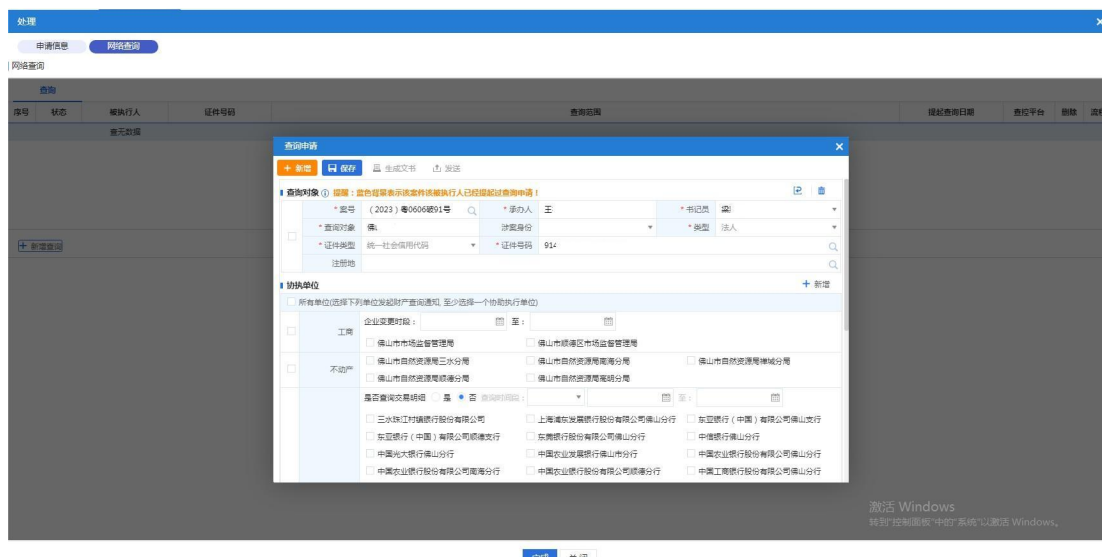 处理
申请信息 网络查询
网络查询
查询
序号 状态 被执行人 证件号码 查询范围 提起查询日期 查控平台 删除 流程
查无数据
查询申请
+ 新增 保存 生成文书 发送
查询对象 提醒：蓝色背景表示该案件该被执行人已经提起过查询申请！
* 案号 （2023）粤0606破91号 * 承办人 王 * 书记员 梁
* 查询对象 佛 涉案身份 * 类型 法人
* 证件类型 统一社会信用代码 * 证件号码 914
注册地
+ 新增查询
协执单位 + 新增
所有单位(选择下列单位发起财产查询通知, 至少选择一个协助执行单位)
工商 企业变更时段： 至：
佛山市市场监督管理局 佛山市顺德区市场监督管理局
不动产
佛山市自然资源局三水分局 佛山市自然资源局南海分局 佛山市自然资源局禅城分局
佛山市自然资源局顺德分局 佛山市自然资源局高明分局
是否查询交易明细 是 否 查询时间段： 至：
三水珠江村镇银行股份有限公司 上海浦东发展银行股份有限公司佛山分行 东亚银行（中国）有限公司佛山支行
东亚银行（中国）有限公司顺德支行 东莞银行股份有限公司佛山分行 中信银行佛山分行
中国光大银行佛山分行 中国农业发展银行佛山市分行 中国农业银行股份有限公司佛山分行
中国农业银行股份有限公司南海分行 中国农业银行股份有限公司顺德分行 中国工商银行股份有限公司佛山分行
激活 Windows
转到"控制面板"中的"系统"以激活 Windows。
完成 关闭